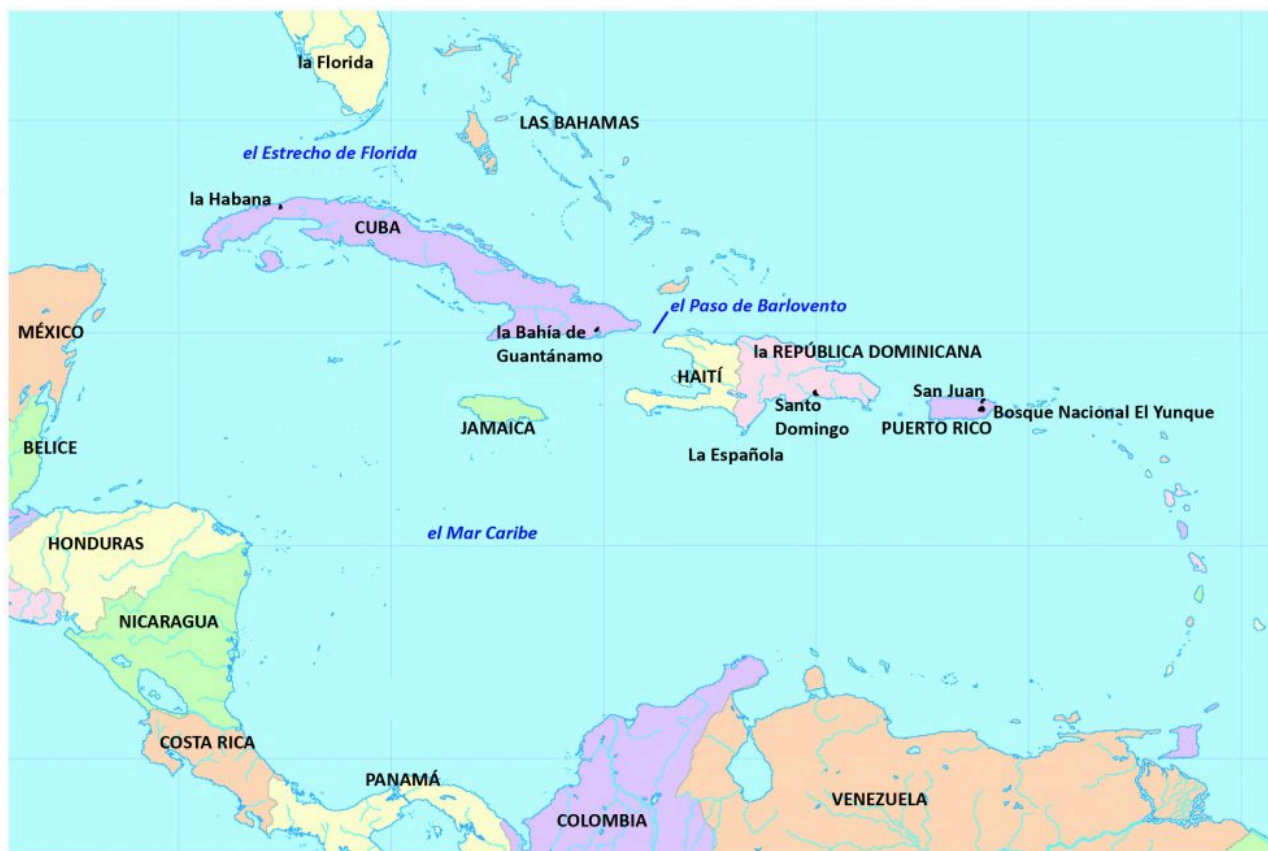 la Florida
LAS BAHAMAS
el Estrecho de Florida
la Habana
CUBA
el Paso de Barlovento
MÉXICO
la Bahía de
Guantánamo
la REPÚBLICA DOMINICANA
HAITÍ
San Juan
Santo
Domingo
Bosque Nacional El Yunque
JAMAICA
PUERTO RICO
BELÍCE
La Española
el Mar Caribe
HONDURAS
NICARAGUA
COSTA RICA
PANAMÁ
VENEZUELA
COLOMBIA